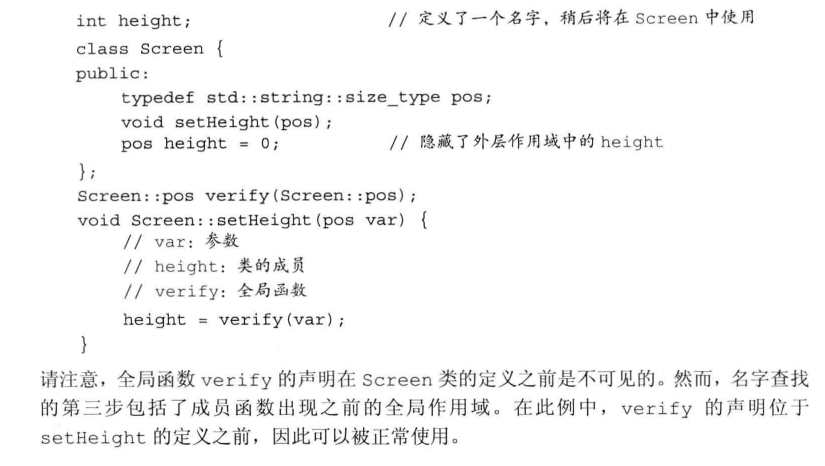 int height; // 定义了一个名字，稍后将在 Screen 中使用
class Screen {
public:
typedef std::string::size_type pos;
void setHeight(pos);
pos height = 0; // 隐藏了外层作用域中的 height
};
Screen::pos verify(Screen::pos);
void Screen::setHeight(pos var) {
// var: 参数
// height: 类的成员
// verify: 全局函数
height = verify(var);
}
请注意，全局函数 verify 的声明在 Screen 类的定义之前是不可见的。然而，名字查找
的第三步包括了成员函数出现之前的全局作用域。在此例中，verify 的声明位于
setHeight 的定义之前，因此可以被正常使用。